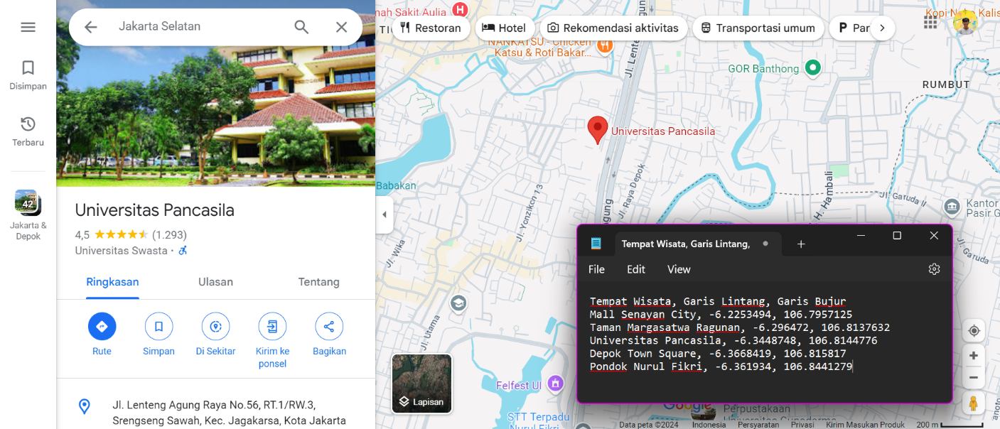 Jakarta Selatan
Disimpan
Terbaru
42
Jakarta &
Depok
Universitas Pancasila
4,5
(1.293)
Universitas Swasta ·
Ringkasan
Ulasan
Tentang
Rute
Simpan
Di Sekitar
Kirim ke
ponsel
Bagikan
Jl. Lenteng Agung Raya No.56, RT.1/RW.3,
Srengseng Sawah, Kec. Jagakarsa, Kota Jakarta
Restoran
Hotel
Rekomendasi aktivitas
Transportasi umum
P Par
Sakit Aulia
H
NANKATSU - Chicken
Katsu & Roti Bakar...
Jl. Lente
GOR Banthong
RUMBUT
Universitas Pancasila
Babakan
Jl. Yonzikon 13
Jl. Raya Depok
H. Hambali
Jl. Garuda II
Kantor
Pasir G
Jl. Garuda
Jl. Wika
Jl. Utama
Felfest UI
STT Terpadu
Nurul Fikri
Lapisan
Tempat Wisata, Garis Lintang,
File
Edit
View
Tempat Wisata, Garis Lintang, Garis Bujur
Mall Senayan City, -6.2253494, 106.7957125
Taman Margasatwa Ragunan, -6.296472, 106.8137632
Universitas Pancasila, -6.3448748, 106.8144776
Depok Town Square, -6.3668419, 106.815817
Pondok Nurul Fikri, -6.361934, 106.8441279
Google
Perpustakaan
Universitas Gunadarma
Data peta ©2024
Indonesia
Persyaratan
Privasi
Kirim Masukan Produk
200 m